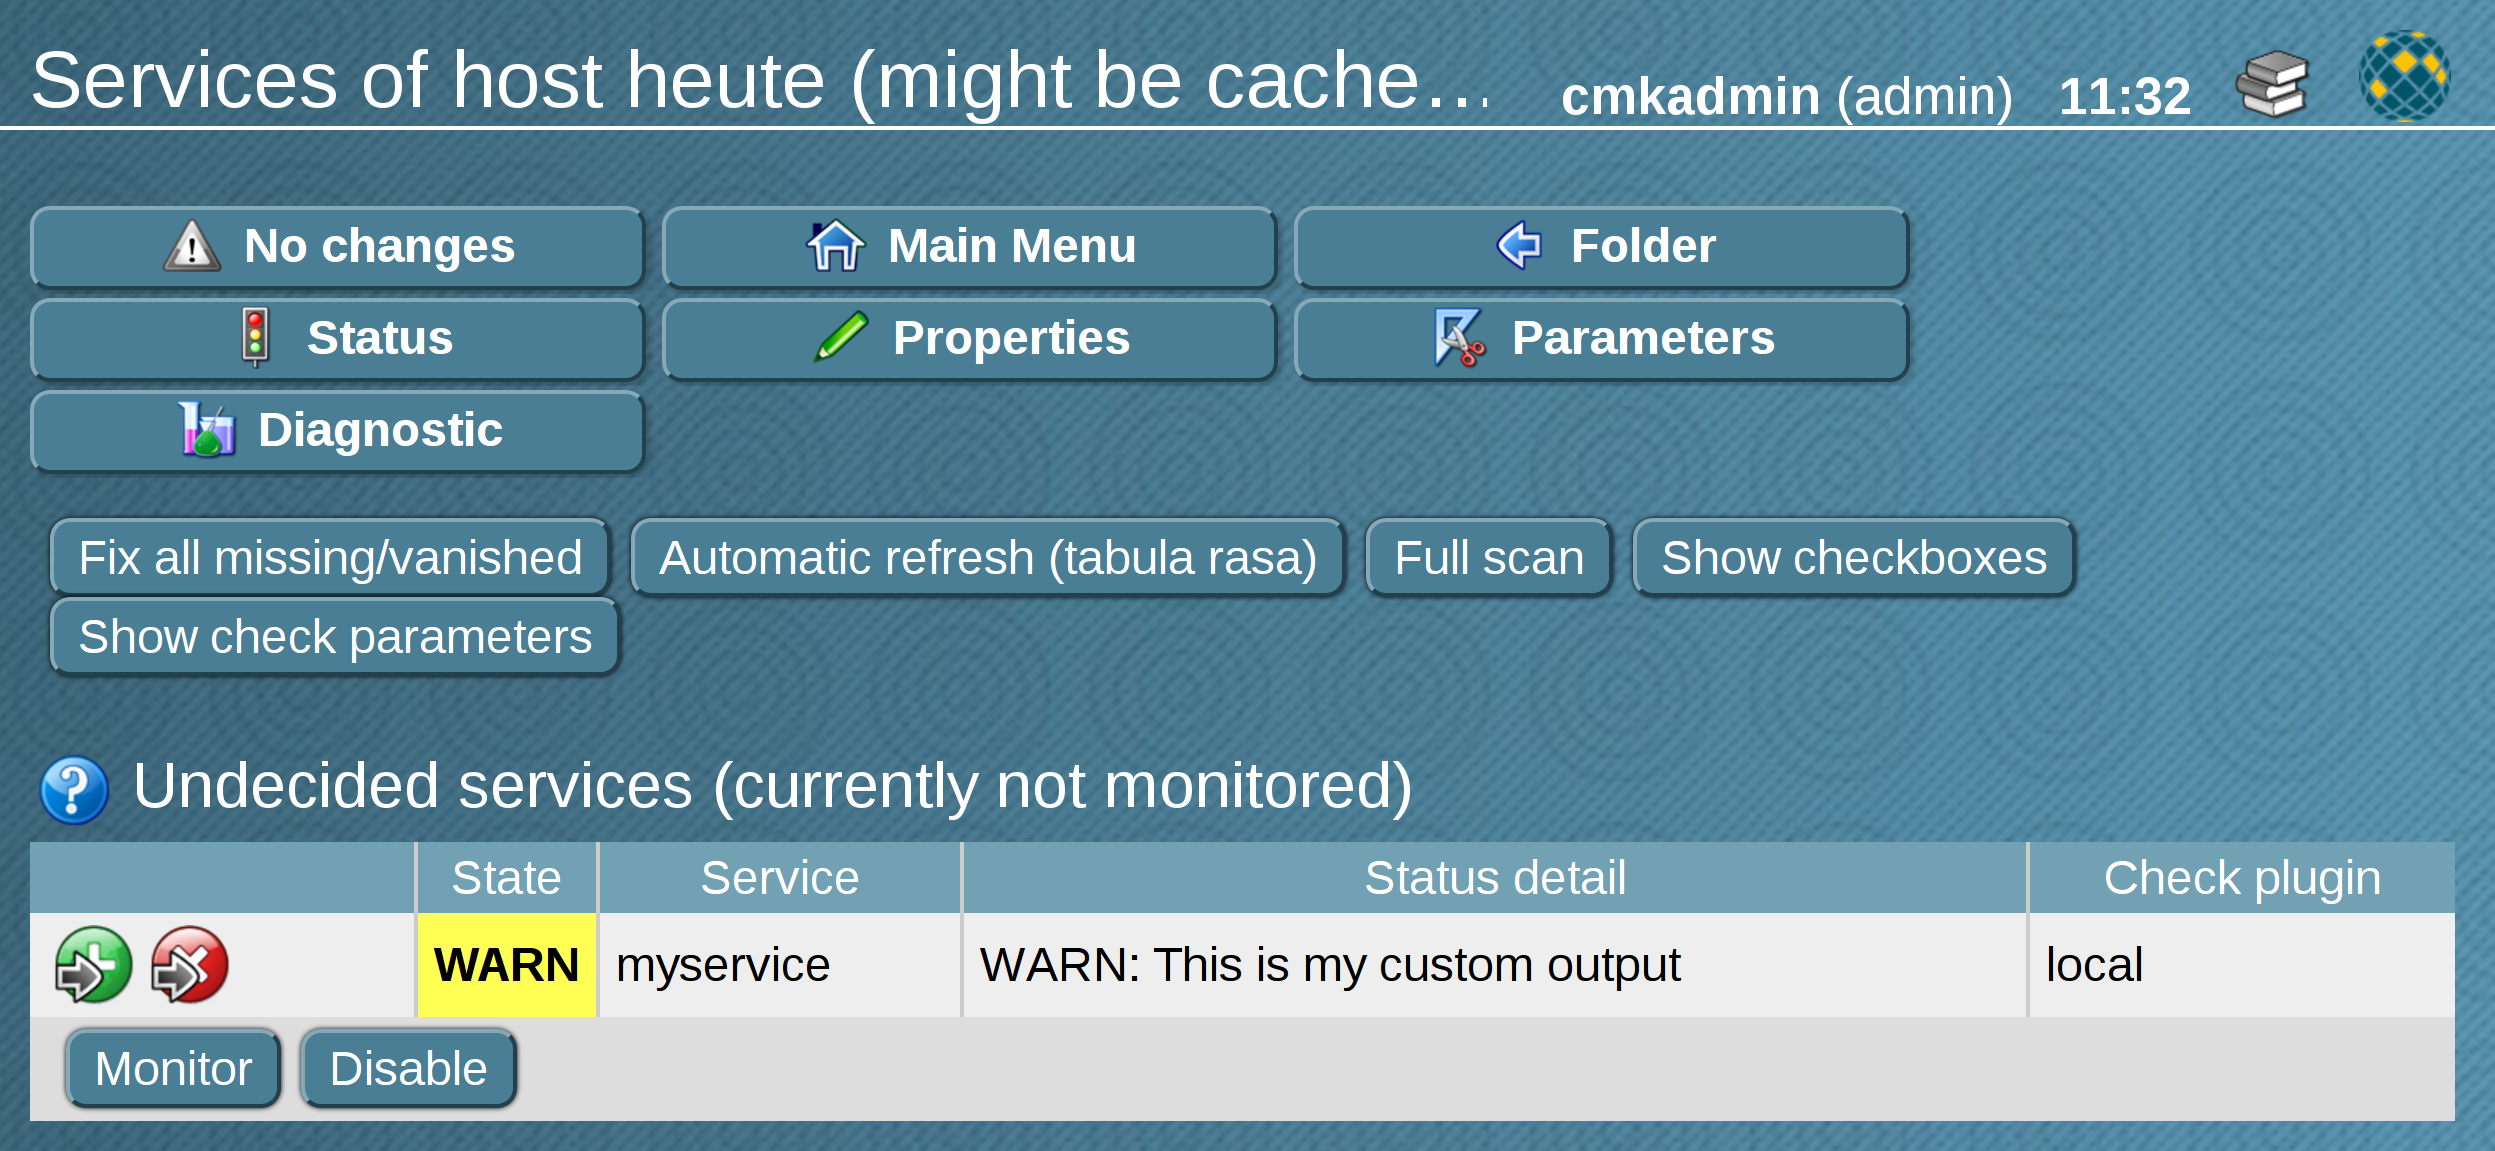 Services of host heute (might be cache... cmkadmin (admin) 11:32
No changes Main Menu Folder
Status Properties Parameters
Diagnostic
Fix all missing/vanished Automatic refresh (tabula rasa) Full scan Show checkboxes
Show check parameters
Undecided services (currently not monitored)
State Service Status detail Check plugin
WARN myservice WARN: This is my custom output local
Monitor Disable